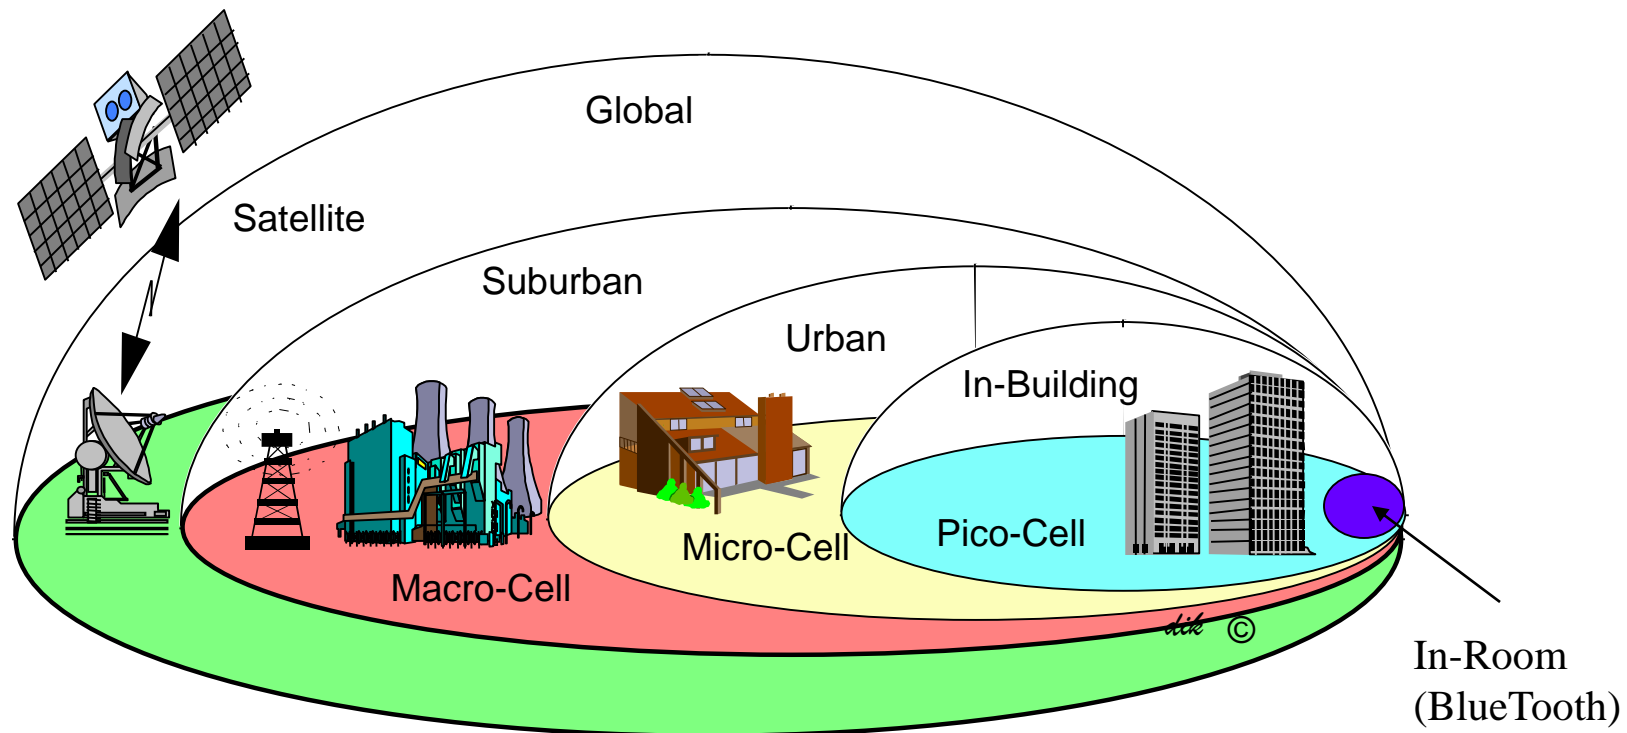 Global
Satellite
Suburban
Urban
In-Building
Micro-Cell
Pico-Cell
Macro-Cell
dik ©
In-Room
(BlueTooth)